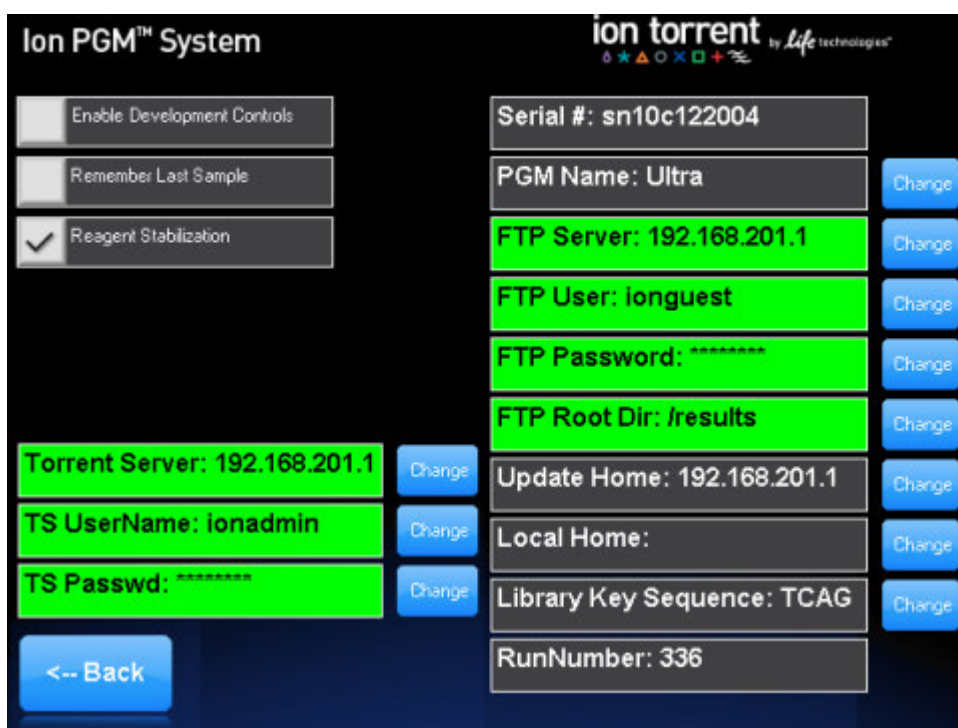 Ion PGM™ System
ion torrent by life technologies™
Enable Development Controls
Remember Last Sample
Reagent Stabilization
Torrent Server: 192.168.201.1 Change
TS UserName: ionadmin Change
TS Passwd: ******** Change
<-- Back
Serial #: sn10c122004
PGM Name: Ultra Change
FTP Server: 192.168.201.1 Change
FTP User: ionguest Change
FTP Password: ******** Change
FTP Root Dir: /results Change
Update Home: 192.168.201.1 Change
Local Home: Change
Library Key Sequence: TCAG Change
RunNumber: 336